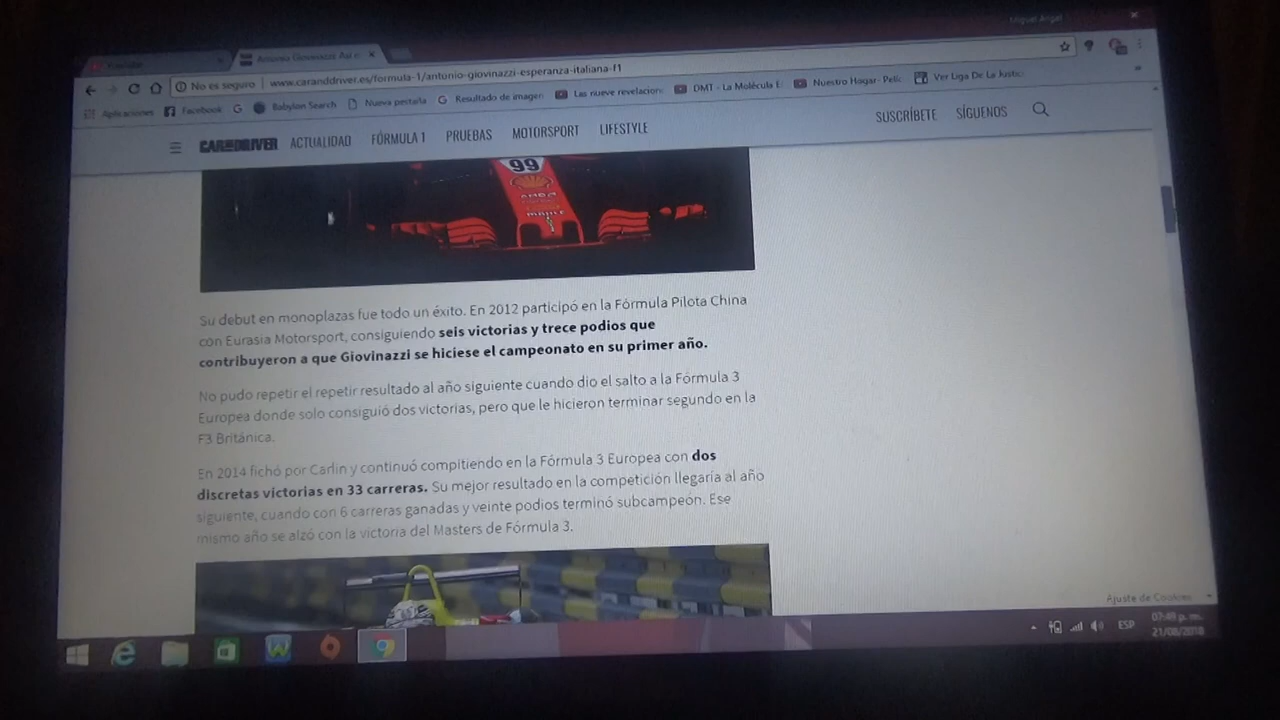 Miguel Angel
Antonio Giovinazzi
No es seguro | www.caranddriver.es/formula-1/antonio-giovinazzi-esperanza-italiana-f1
Aplicaciones Facebook Babylon Search Nueva pestaña Resultado de imagen Las nueve revelacion DMT - La Molécula E Nuestro Hogar- Pelíc Ver Liga De La Justic
CAR AND DRIVER ACTUALIDAD FÓRMULA 1 PRUEBAS MOTORSPORT LIFESTYLE SUSCRÍBETE SÍGUENOS
99
Su debut en monoplazas fue todo un éxito. En 2012 participó en la Fórmula Pilota China
con Eurasia Motorsport, consiguiendo seis victorias y trece podios que
contribuyeron a que Giovinazzi se hiciese el campeonato en su primer año.
No pudo repetir el repetir resultado al año siguiente cuando dio el salto a la Fórmula 3
Europea donde solo consiguió dos victorias, pero que le hicieron terminar segundo en la
F3 Británica.
En 2014 fichó por Carlin y continuó compitiendo en la Fórmula 3 Europea con dos
discretas victorias en 33 carreras. Su mejor resultado en la competición llegaría al año
siguiente, cuando con 6 carreras ganadas y veinte podios terminó subcampeón. Ese
mismo año se alzó con la victoria del Masters de Fórmula 3.
Ajuste de Cookies
ESP
07:49 p. m.
21/08/2018